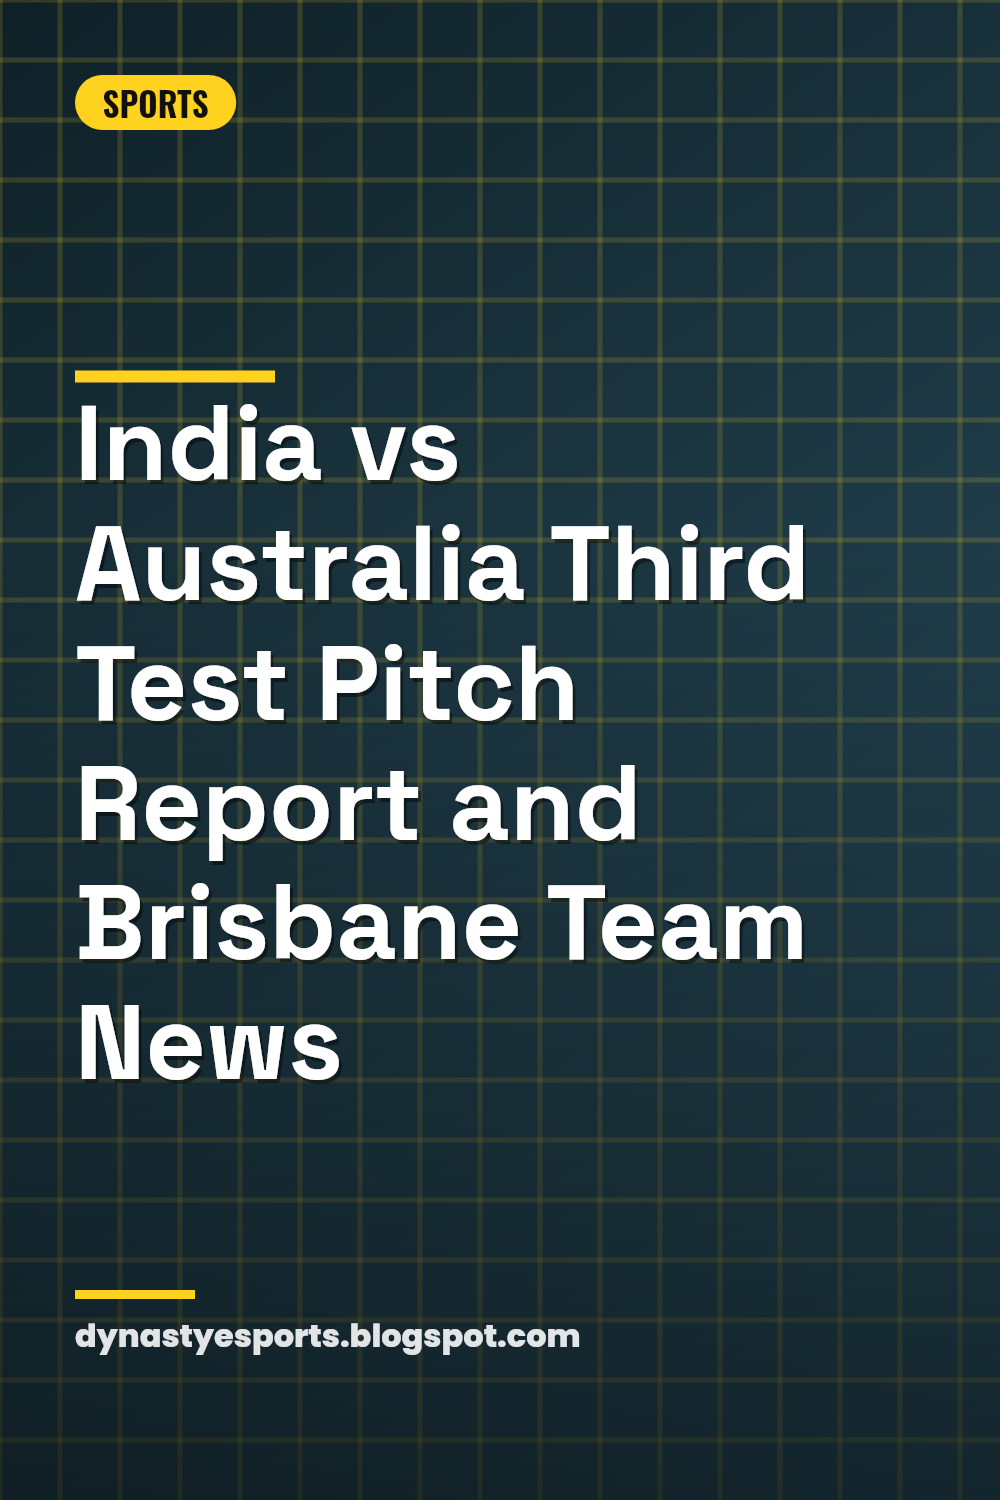 SPORTS
India vs
Australia Third
Test Pitch
Report and
Brisbane Team
News
dynastyesports.blogspot.com